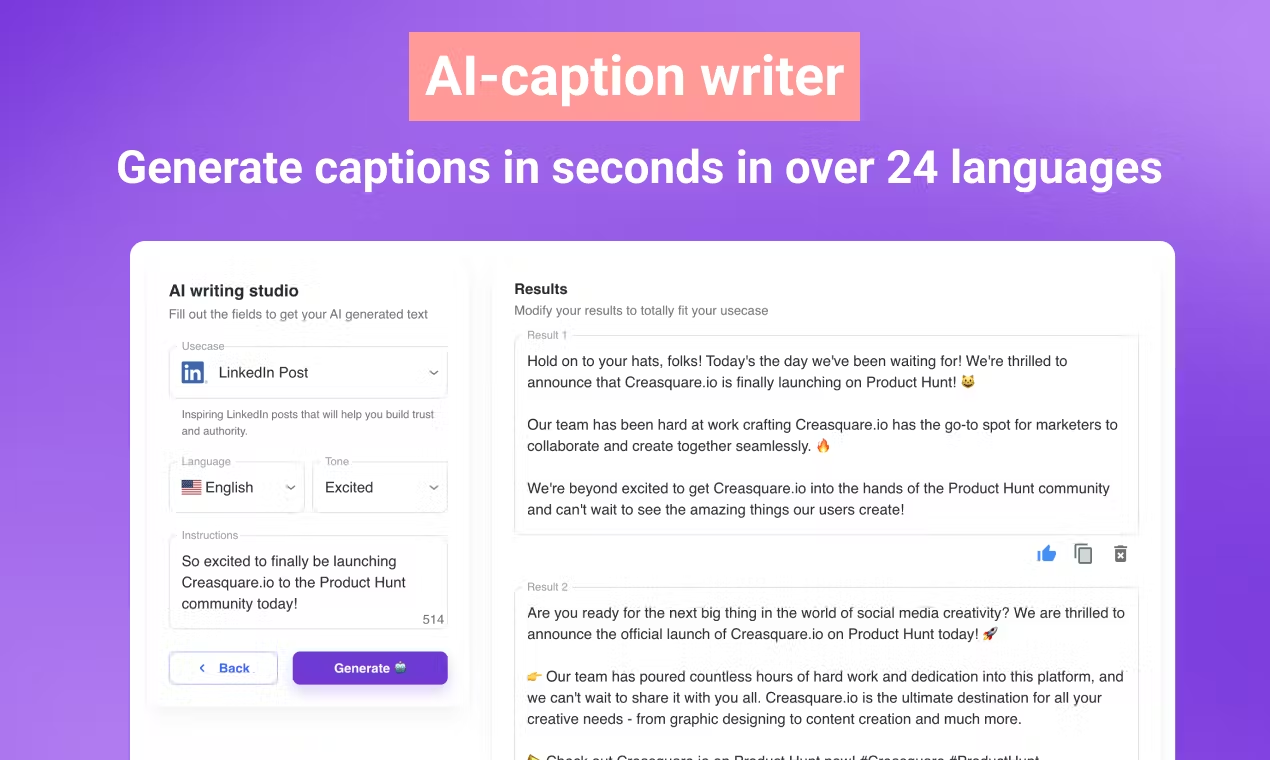 AI-caption writer
Generate captions in seconds in over 24 languages
AI writing studio
Fill out the fields to get your AI generated text
Usecase
in LinkedIn Post
Inspiring LinkedIn posts that will help you build trust
and authority.
Language
English
Tone
Excited
Instructions
So excited to finally be launching
Creasquare.io to the Product Hunt
community today!
514
Back
Generate 🤖
Results
Modify your results to totally fit your usecase
Result 1
Hold on to your hats, folks! Today's the day we've been waiting for! We're thrilled to
announce that Creasquare.io is finally launching on Product Hunt! 😺
Our team has been hard at work crafting Creasquare.io has the go-to spot for marketers to
collaborate and create together seamlessly. 🔥
We're beyond excited to get Creasquare.io into the hands of the Product Hunt community
and can't wait to see the amazing things our users create!
Result 2
Are you ready for the next big thing in the world of social media creativity? We are thrilled to
announce the official launch of Creasquare.io on Product Hunt today! 🚀
👉 Our team has poured countless hours of hard work and dedication into this platform, and
we can't wait to share it with you all. Creasquare.io is the ultimate destination for all your
creative needs - from graphic designing to content creation and much more.
Check out Creasquare.io on Product Hunt now! #Creasquare #ProductHunt